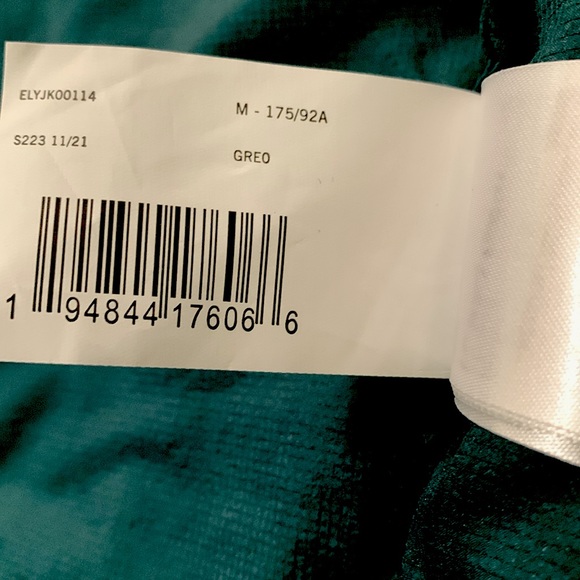 ELYJK00114
M - 175/92A
S223 11/21
GRE0
1 94844 17606 6